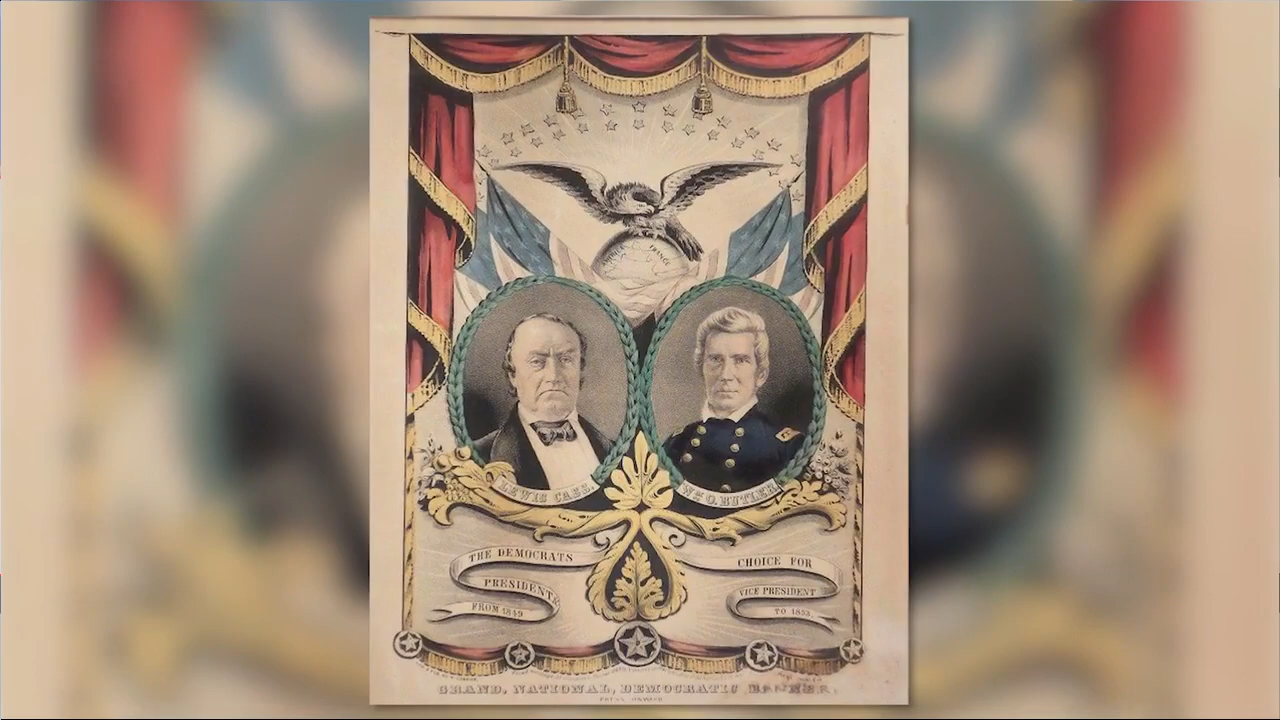 LEWIS CASS
WM O. BUTLER
THE DEMOCRATS
PRESIDENT
FROM 1849
CHOICE FOR
VICE PRESIDENT
TO 1853
GRAND, NATIONAL, DEMOCRATIC BANNER.